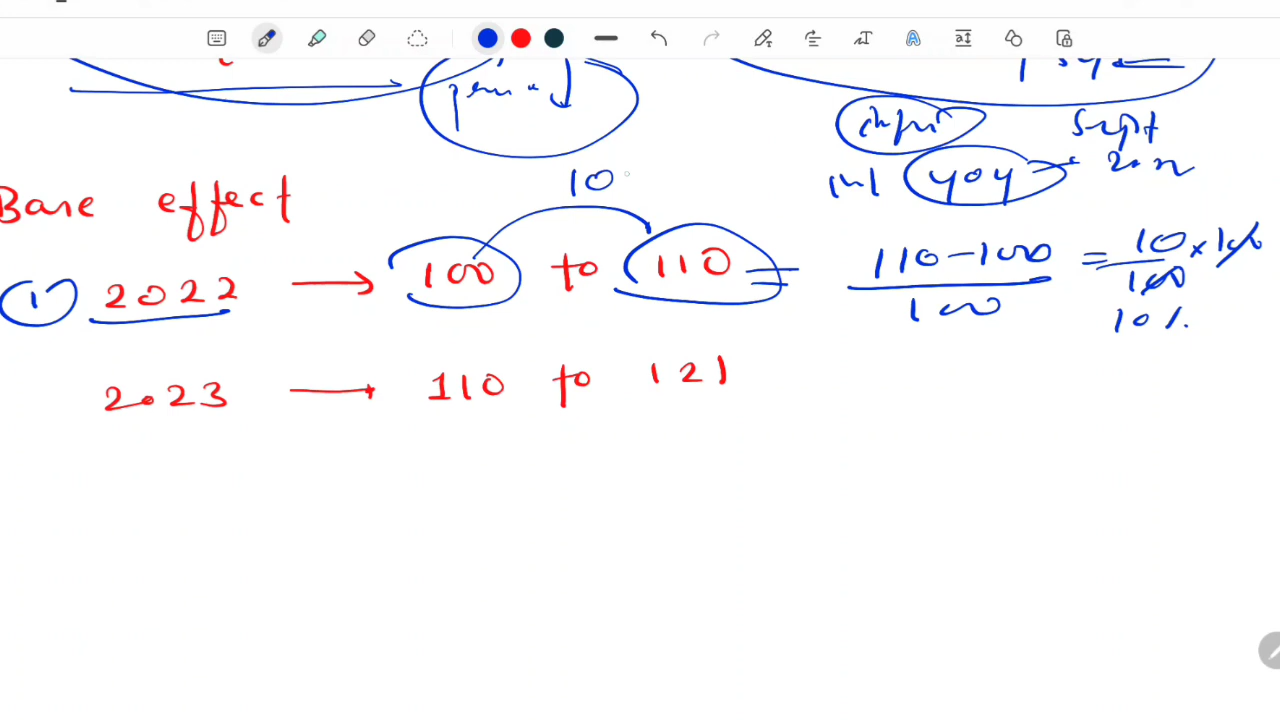 Sept
yoy 
10
Base effect
1 2022 → 100 to 110 = 110-100 / 100 = 10 / 100 × 100
10%
2023 → 110 to 121